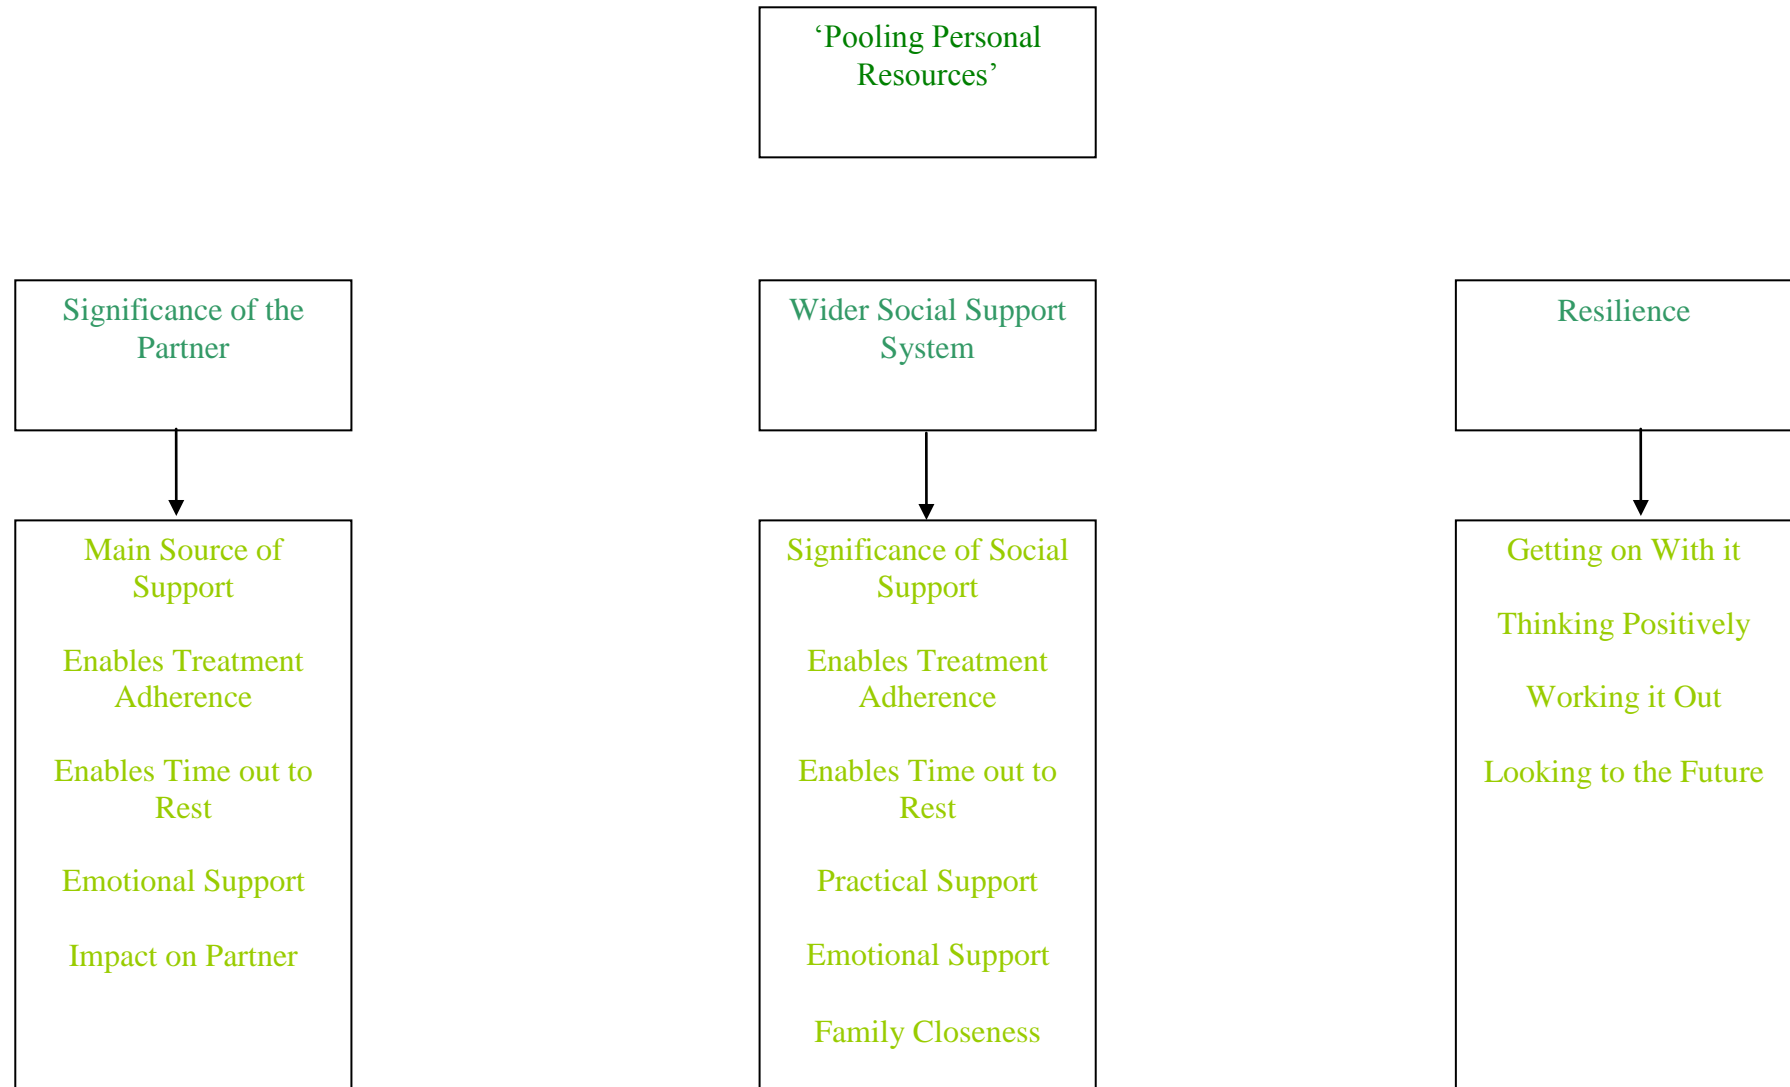 ‘Pooling Personal
Resources’
Significance of the
Partner
Wider Social Support
System
Resilience
Main Source of
Support
Enables Treatment
Adherence
Enables Time out to
Rest
Emotional Support
Impact on Partner
Significance of Social
Support
Enables Treatment
Adherence
Enables Time out to
Rest
Practical Support
Emotional Support
Family Closeness
Getting on With it
Thinking Positively
Working it Out
Looking to the Future